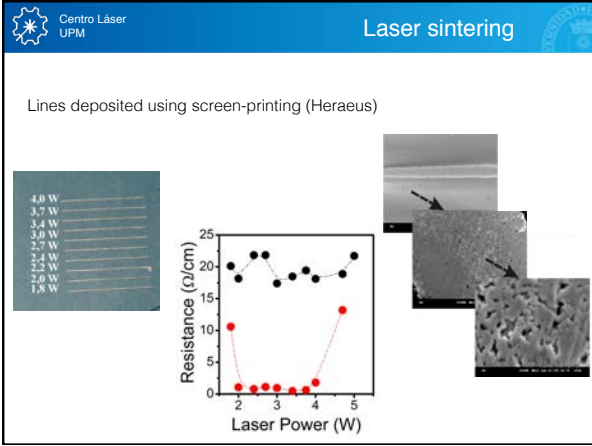 Centro Láser
UPM
Laser sintering
Lines deposited using screen-printing (Heraeus)
4,0 W
3,7 W
3,4 W
3,0 W
2,7 W
2,4 W
2,2 W
2,0 W
1,8 W
Resistance (Ω/cm)
25
20
15
10
5
0
2
3
4
5
Laser Power (W)